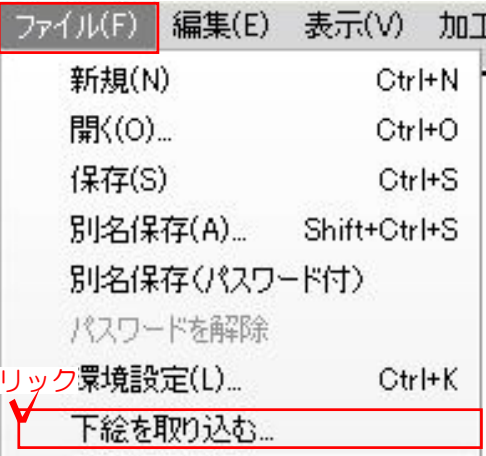 ファイル(F) 編集(E) 表示(V) 加工
新規(N) Ctrl+N
開く(O)... Ctrl+O
保存(S) Ctrl+S
別名保存(A)... Shift+Ctrl+S
別名保存(パスワード付)
パスワードを解除
リック 環境設定(L)... Ctrl+K
下絵を取り込む...